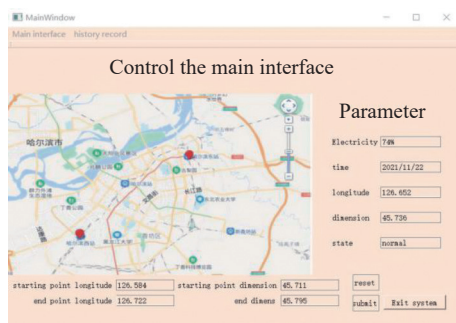 MainWindow
Main interface history record
Control the main interface
Parameter
哈尔滨市
Electricity 74%
time 2021/11/22
longitude 126.652
dimension 45.736
state normal
starting point longitude 126.584 starting point dimension 45.711
end point longitude 126.722 end dimens 45.795
reset
submit Exit system